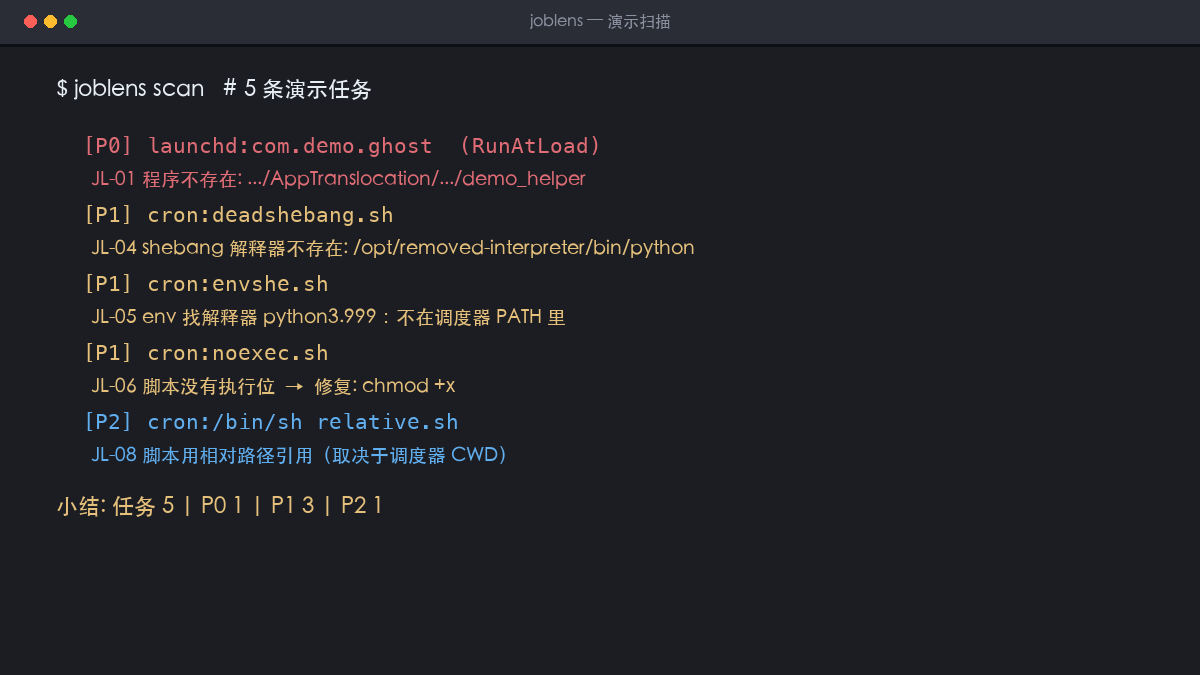 joblens — 演示扫描
$ joblens scan # 5 条演示任务
[P0] launchd:com.demo.ghost (RunAtLoad)
JL-01 程序不存在: .../AppTranslocation/.../demo_helper
[P1] cron:deadshebang.sh
JL-04 shebang 解释器不存在: /opt/removed-interpreter/bin/python
[P1] cron:envshe.sh
JL-05 env 找解释器 python3.999：不在调度器 PATH 里
[P1] cron:noexec.sh
JL-06 脚本没有执行位 → 修复: chmod +x
[P2] cron:/bin/sh relative.sh
JL-08 脚本用相对路径引用（取决于调度器 CWD）
小结: 任务 5 | P0 1 | P1 3 | P2 1